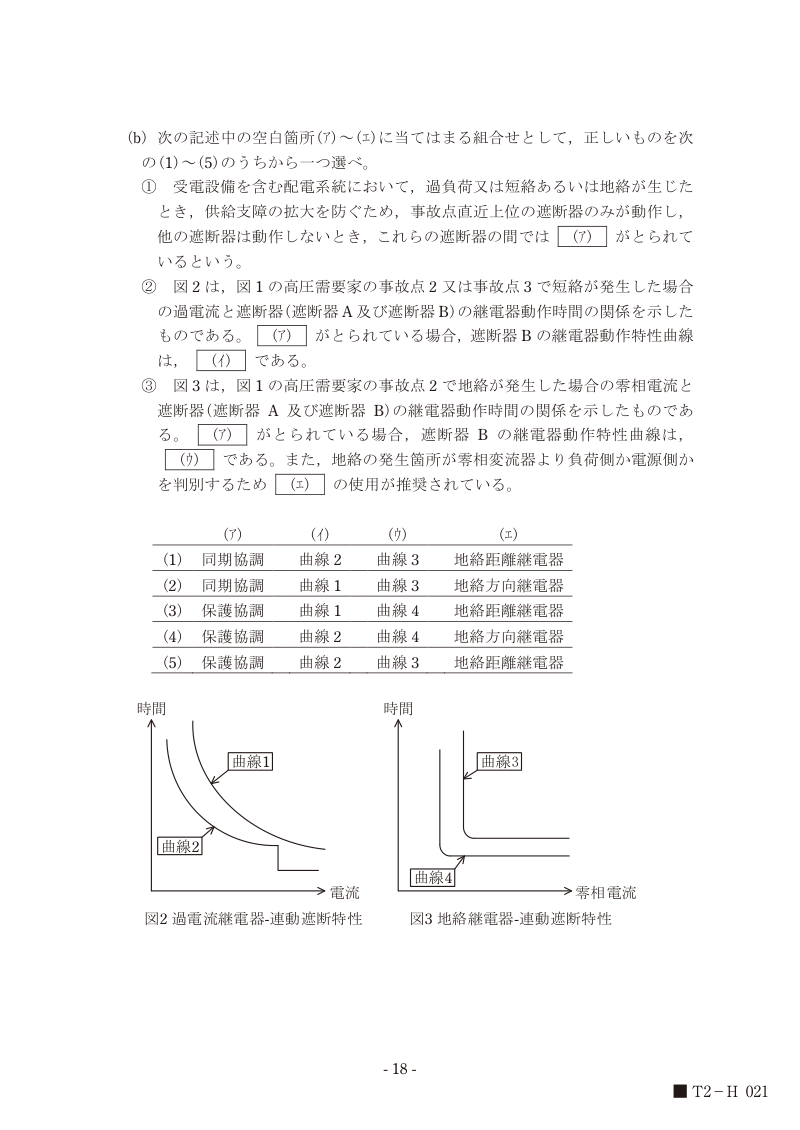 (b) 次の記述中の空白箇所(ｱ)～(ｴ)に当てはまる組合せとして，正しいものを次
の(1)～(5)のうちから一つ選べ。
① 受電設備を含む配電系統において，過負荷又は短絡あるいは地絡が生じた
とき，供給支障の拡大を防ぐため，事故点直近上位の遮断器のみが動作し，
他の遮断器は動作しないとき，これらの遮断器の間では (ｱ) がとられて
いるという。
② 図2は，図1の高圧需要家の事故点2又は事故点3で短絡が発生した場合
の過電流と遮断器(遮断器A及び遮断器B)の継電器動作時間の関係を示した
ものである。 (ｱ) がとられている場合，遮断器Bの継電器動作特性曲線
は， (ｲ) である。
③ 図3は，図1の高圧需要家の事故点2で地絡が発生した場合の零相電流と
遮断器(遮断器 A 及び遮断器 B)の継電器動作時間の関係を示したものであ
る。 (ｱ) がとられている場合，遮断器 B の継電器動作特性曲線は，
(ｳ) である。また，地絡の発生箇所が零相変流器より負荷側か電源側か
を判別するため (ｴ) の使用が推奨されている。
(ｱ) (ｲ) (ｳ) (ｴ)
(1) 同期協調 曲線2 曲線3 地絡距離継電器
(2) 同期協調 曲線1 曲線3 地絡方向継電器
(3) 保護協調 曲線1 曲線4 地絡距離継電器
(4) 保護協調 曲線2 曲線4 地絡方向継電器
(5) 保護協調 曲線2 曲線3 地絡距離継電器
時間
曲線1
曲線2
電流
図2 過電流継電器-連動遮断特性
時間
曲線3
曲線4
零相電流
図3 地絡継電器-連動遮断特性
- 18 -
■ T2－H 021